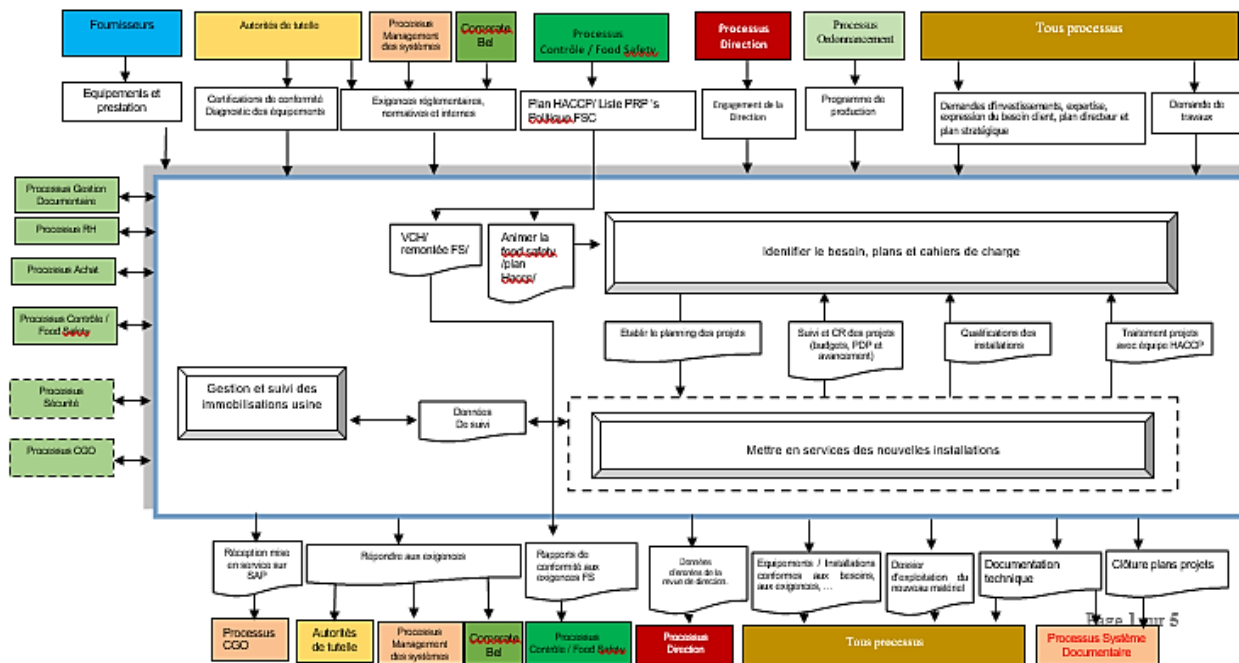 Fournisseurs
Autorités de tutelle
Processus
Management
des systèmes
Corporate
Bel
Processus
Contrôle / Food Safety
Processus
Direction
Processus
Ordonnancement
Tous processus
Equipements et
prestation
Certifications de conformité
Diagnostic des équipements
Exigences réglementaires,
normatives et internes
Plan HACCP/ Liste PRP 's
Politique FSC
Engagement de la
Direction
Programme de
production
Demandes d'investissements, expertise,
expression du besoin client, plan directeur et
plan stratégique
Demande de
travaux
Processus Gestion
Documentaire
Processus RH
Processus Achat
Processus Contrôle /
Food Safety
Processus
Sécurité
Processus CGO
VCH/
remontée FS/
Animer la
food safety
/plan
Haccp/
Identifier le besoin, plans et cahiers de charge
Etablir le planning des projets
Suivi et CR des projets
(budgets, PDP et
avancement)
Qualifications des
installations
Traitement projets
avec équipe HACCP
Gestion et suivi des
immobilisations usine
Données
De suivi
Mettre en services des nouvelles installations
Réception mise
en service sur
SAP
Répondre aux exigences
Rapports de
conformité aux
exigences FS
Données
d'entrées de la
revue de direction.
Equipements / Installations
conformes aux besoins,
aux exigences, ...
Dossier
d'exploitation du
nouveau matériel
Documentation
technique
Clôture plans projets
Page 1 sur 5
Processus
CGO
Autorités
de tutelle
Processus
Management
des systèmes
Corporate
Bel
Processus
Contrôle / Food Safety
Processus
Direction
Tous processus
Processus Système
Documentaire